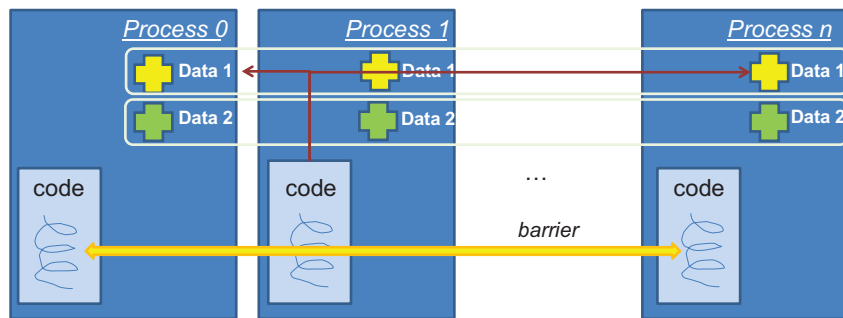 Process 0
Process 1
Process n
Data 1
Data 1
Data 1
Data 2
Data 2
Data 2
code
code
...
code
barrier